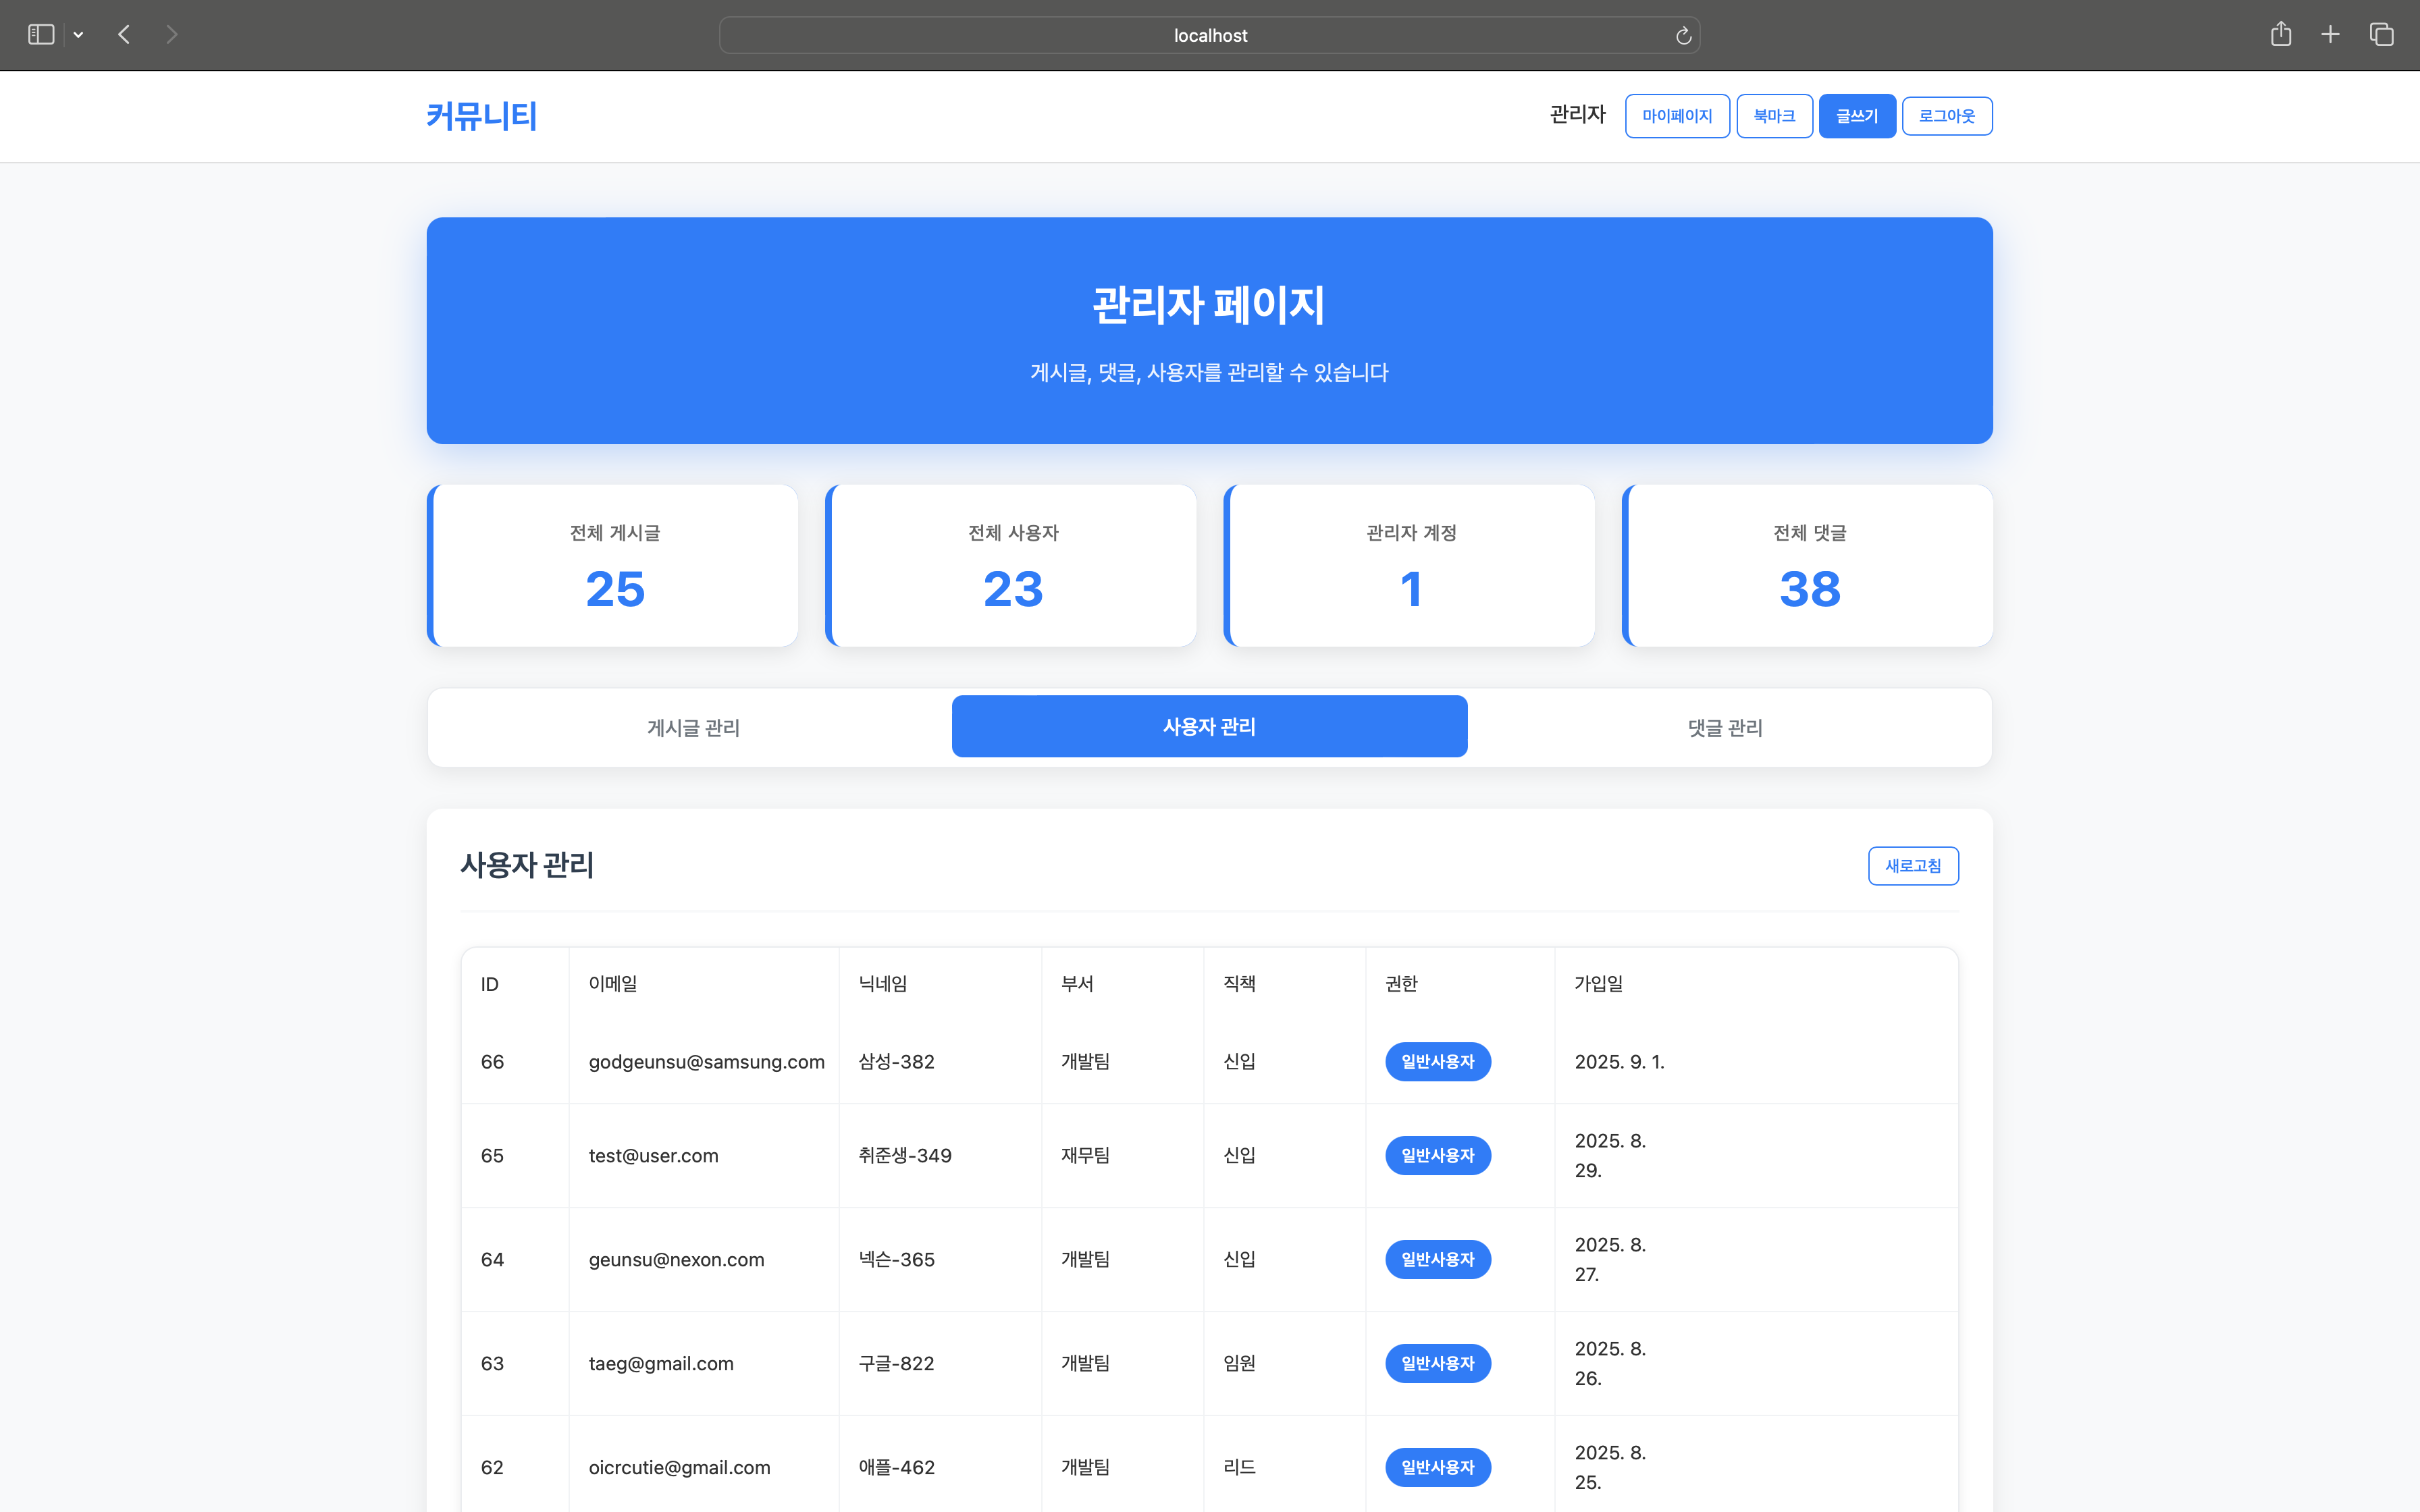 localhost
커뮤니티
관리자 마이페이지 북마크 글쓰기 로그아웃
관리자 페이지
게시글, 댓글, 사용자를 관리할 수 있습니다
전체 게시글 전체 사용자 관리자 계정 전체 댓글
25 23 1 38
게시글 관리 사용자 관리 댓글 관리
사용자 관리 새로고침
ID 이메일 닉네임 부서 직책 권한 가입일
66 godgeunsu@samsung.com 삼성-382 개발팀 신입 일반사용자 2025. 9. 1.
65 test@user.com 취준생-349 재무팀 신입 일반사용자 2025. 8.
29.
64 geunsu@nexon.com 넥슨-365 개발팀 신입 일반사용자 2025. 8.
27.
63 taeg@gmail.com 구글-822 개발팀 임원 일반사용자 2025. 8.
26.
62 oicrcutie@gmail.com 애플-462 개발팀 리드 일반사용자 2025. 8.
25.